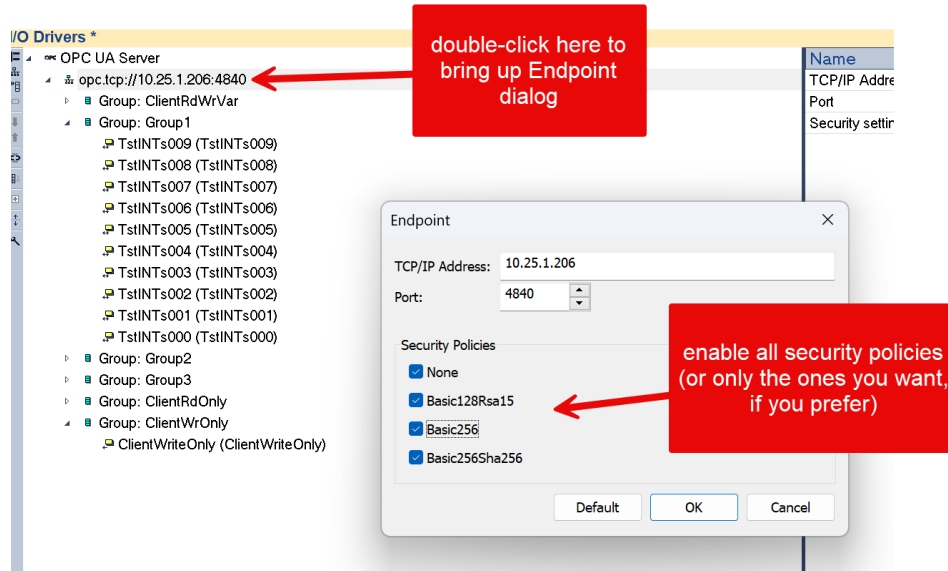 I/O Drivers *
OPC UA Server
opc.tcp://10.25.1.206:4840
Group: ClientRdWrVar
Group: Group1
TstINTs009 (TstINTs009)
TstINTs008 (TstINTs008)
TstINTs007 (TstINTs007)
TstINTs006 (TstINTs006)
TstINTs005 (TstINTs005)
TstINTs004 (TstINTs004)
TstINTs003 (TstINTs003)
TstINTs002 (TstINTs002)
TstINTs001 (TstINTs001)
TstINTs000 (TstINTs000)
Group: Group2
Group: Group3
Group: ClientRdOnly
Group: ClientWrOnly
ClientWriteOnly (ClientWriteOnly)
double-click here to
bring up Endpoint
dialog
Name
TCP/IP Addre
Port
Security settin
Endpoint
TCP/IP Address: 10.25.1.206
Port: 4840
Security Policies
None
Basic128Rsa15
Basic256
Basic256Sha256
Default OK Cancel
enable all security policies
(or only the ones you want,
if you prefer)